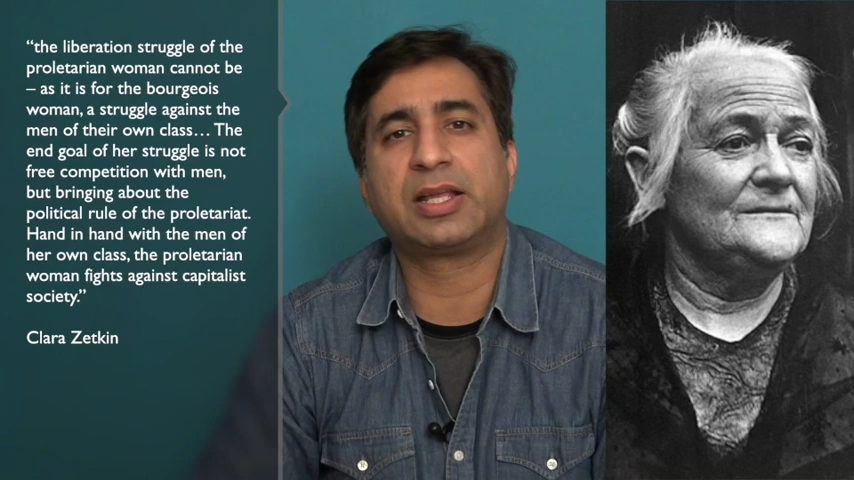 “the liberation struggle of the
proletarian woman cannot be
– as it is for the bourgeois
woman, a struggle against the
men of their own class… The
end goal of her struggle is not
free competition with men,
but bringing about the
political rule of the proletariat.
Hand in hand with the men of
her own class, the proletarian
woman fights against capitalist
society.”
Clara Zetkin